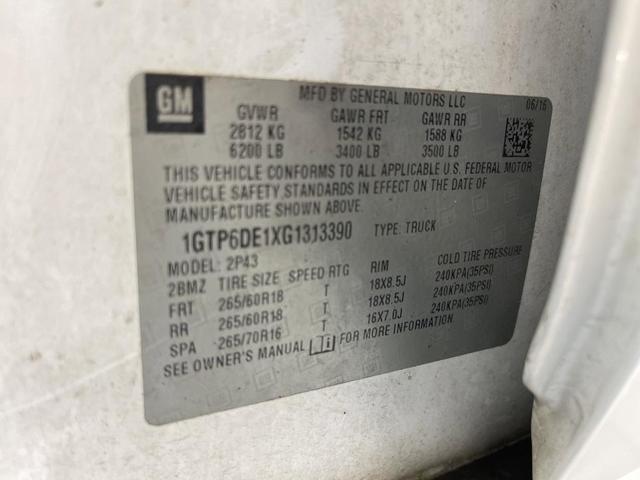 GM
MFD BY GENERAL MOTORS LLC 06/16
GVWR GAWR FRT GAWR RR
2812 KG 1542 KG 1588 KG
6200 LB 3400 LB 3500 LB
THIS VEHICLE CONFORMS TO ALL APPLICABLE U.S. FEDERAL MOTOR
VEHICLE SAFETY STANDARDS IN EFFECT ON THE DATE OF
MANUFACTURE SHOWN ABOVE.
1GTP6DE1XG1313390 TYPE: TRUCK
MODEL: 2P43
2BMZ TIRE SIZE SPEED RTG RIM COLD TIRE PRESSURE
FRT 265/60R18 T 18X8.5J 240KPA(35PSI)
RR 265/60R18 T 18X8.5J 240KPA(35PSI)
SPA 265/70R16 T 16X7.0J 240KPA(35PSI)
SEE OWNER'S MANUAL FOR MORE INFORMATION.